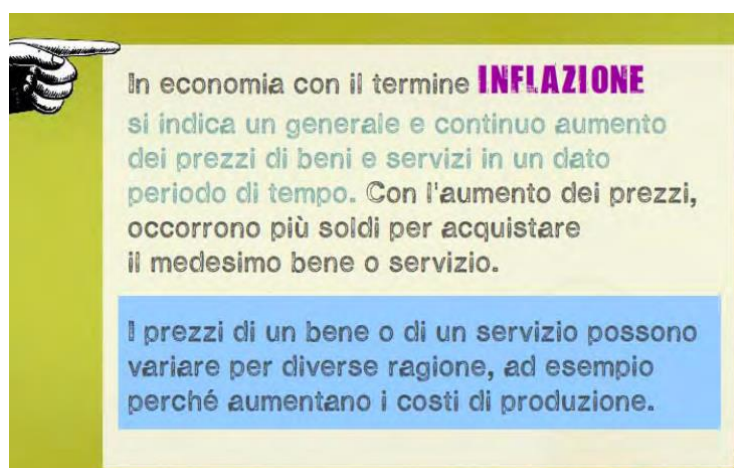 In economia con il termine INFLAZIONE
si indica un generale e continuo aumento
dei prezzi di beni e servizi in un dato
periodo di tempo. Con l'aumento dei prezzi,
occorrono più soldi per acquistare
il medesimo bene o servizio.
I prezzi di un bene o di un servizio possono
variare per diverse ragione, ad esempio
perché aumentano i costi di produzione.